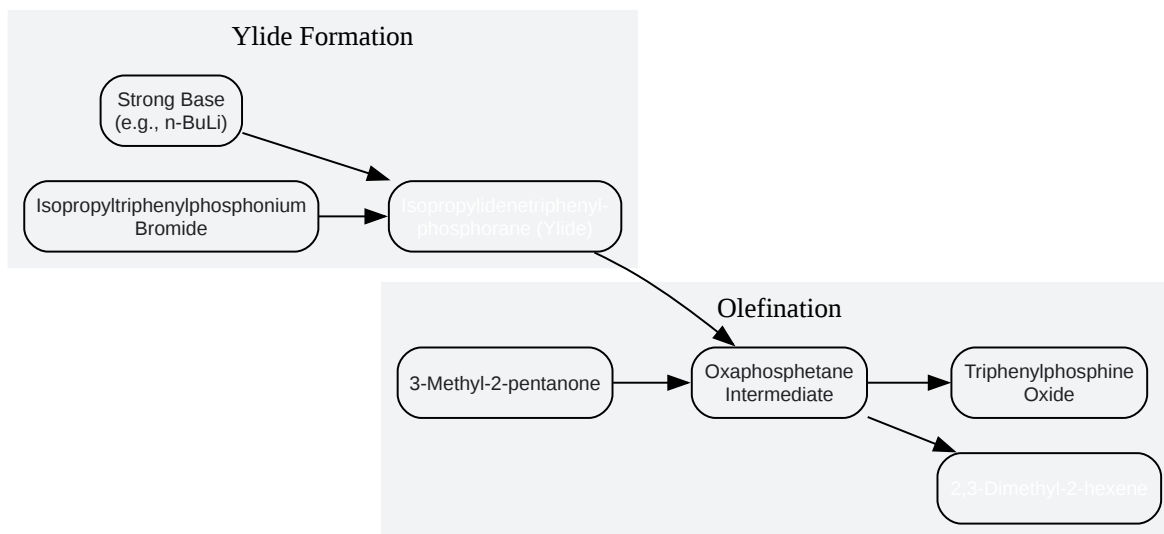 Ylide Formation
Strong Base
(e.g., n-BuLi)
Isopropyltriphenylphosphonium
Bromide
Isopropylidenetriphenyl-
phosphorane (Ylide)
Olefination
3-Methyl-2-pentanone
Oxaphosphetane
Intermediate
Triphenylphosphine
Oxide
2,3-Dimethyl-2-hexene